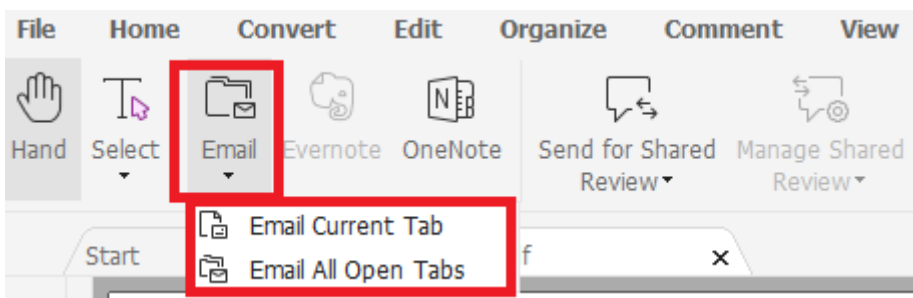 File Home Convert Edit Organize Comment View
Hand Select Email Evernote OneNote Send for Shared Review Manage Shared Review
Email Current Tab
Email All Open Tabs
Start f